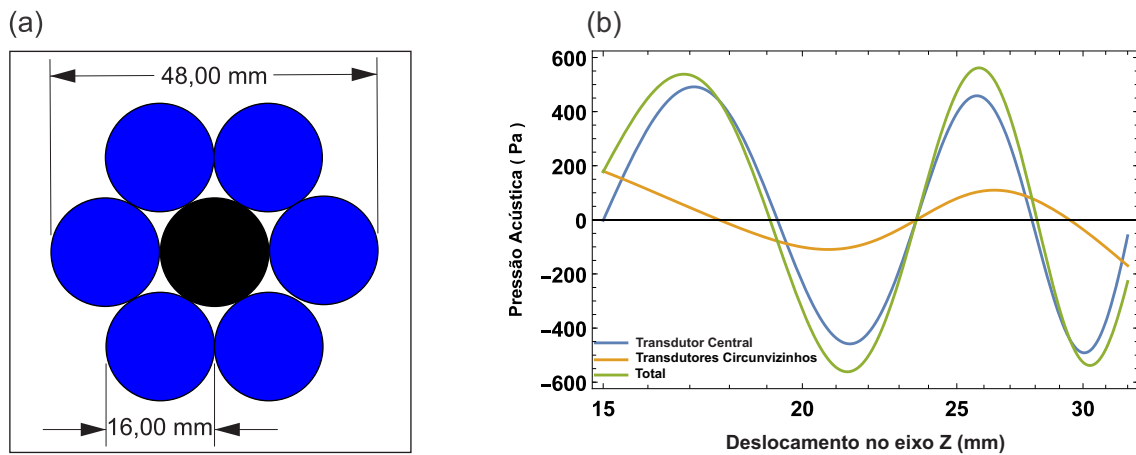 (a)
48,00 mm
16,00 mm
(b)
Pressão Acústica ( Pa )
600
400
200
0
−200
−400
−600
Transdutor Central
Transdutores Circunvizinhos
Total
15
20
25
30
Deslocamento no eixo Z (mm)